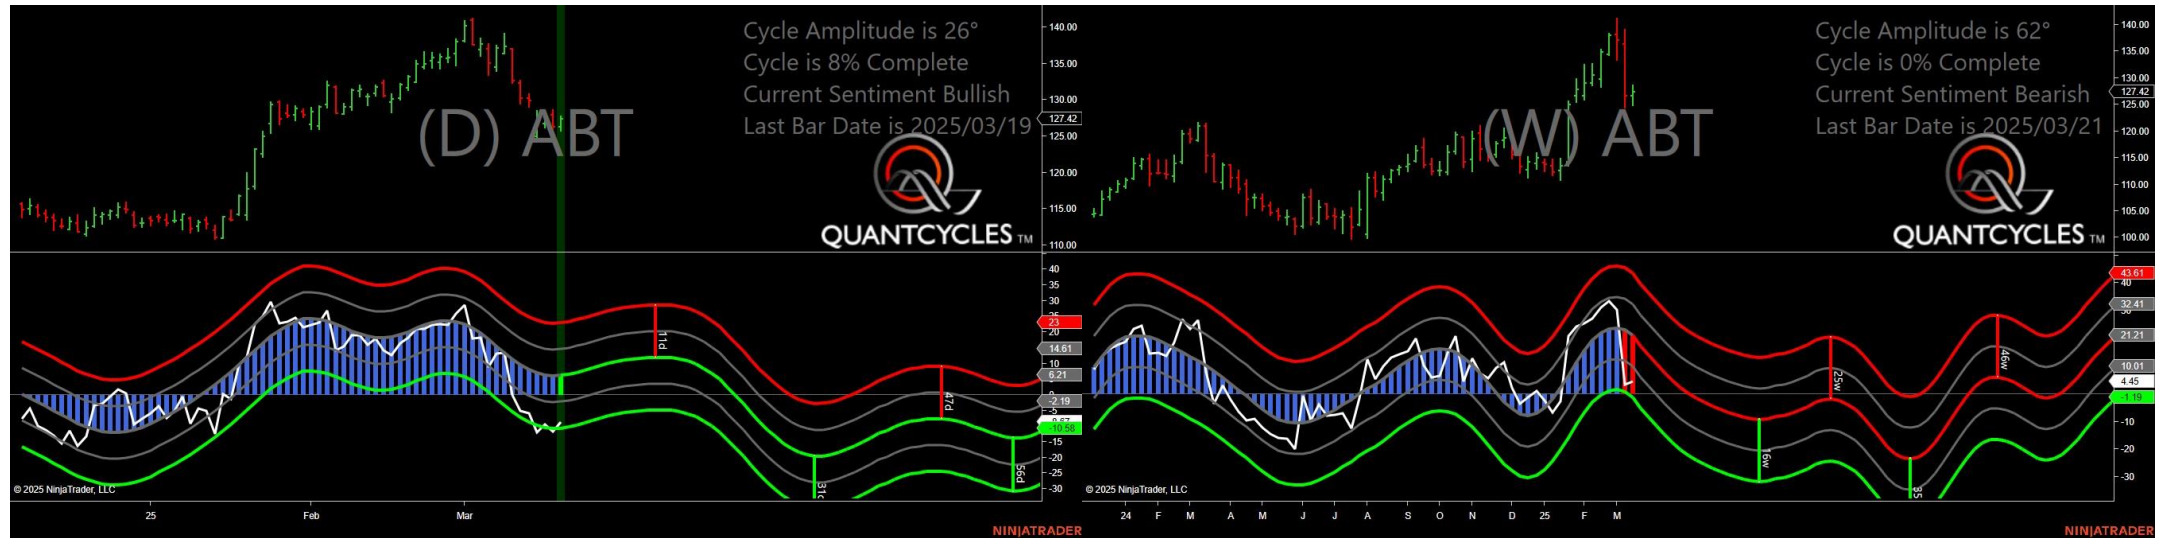 Cycle Amplitude is 26°
Cycle is 8% Complete
Current Sentiment Bullish
Last Bar Date is 2025/03/19
(D) ABT
QUANTCYCLES TM
140.00
135.00
130.00
127.42
125.00
120.00
115.00
110.00
40
35
30
25
23
20
14.61
10
6.21
-2.19
-5
-10.58
-15
-20
-25
-30
11d
31d
47d
56d
© 2025 NinjaTrader, LLC
25
Feb
Mar
NINJATRADER
Cycle Amplitude is 62°
Cycle is 0% Complete
Current Sentiment Bearish
Last Bar Date is 2025/03/21
(W) ABT
QUANTCYCLES TM
140.00
135.00
130.00
127.42
125.00
120.00
115.00
110.00
105.00
100.00
43.61
40
32.41
30
21.21
10.01
4.45
-1.19
-10
-20
-30
16w
25w
46w
© 2025 NinjaTrader, LLC
24
F
M
A
M
J
J
A
S
O
N
D
25
F
M
NINJATRADER